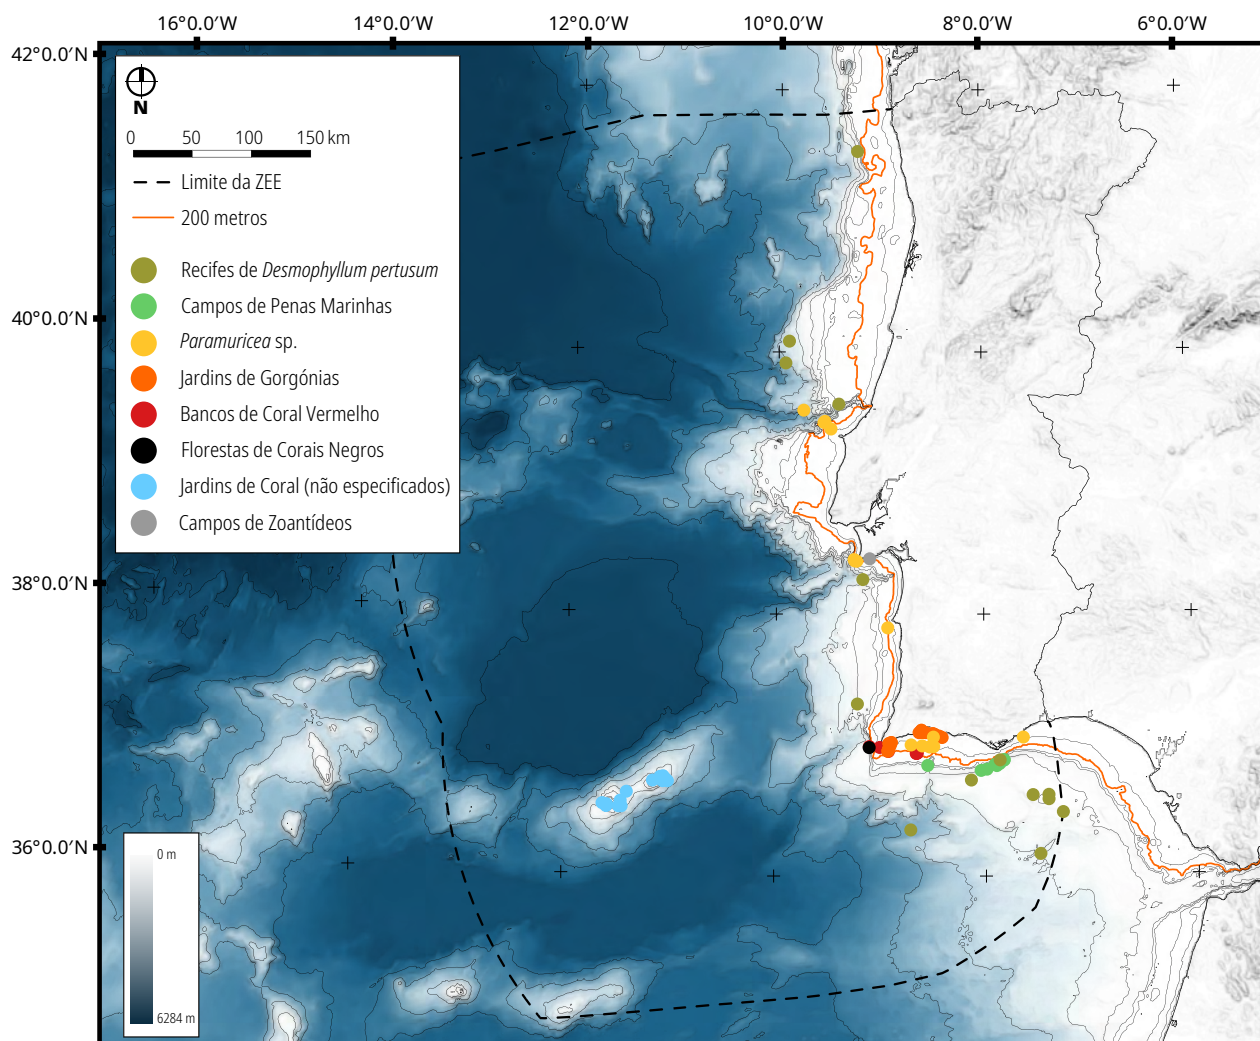 16°0.0'W 14°0.0'W 12°0.0'W 10°0.0'W 8°0.0'W 6°0.0'W
42°0.0'N
40°0.0'N
38°0.0'N
36°0.0'N
N
0 50 100 150 km
Limite da ZEE
200 metros
Recifes de Desmophyllum pertusum
Campos de Penas Marinhas
Paramuricea sp.
Jardins de Gorgónias
Bancos de Coral Vermelho
Florestas de Corais Negros
Jardins de Coral (não especificados)
Campos de Zoantídeos
0 m
6284 m